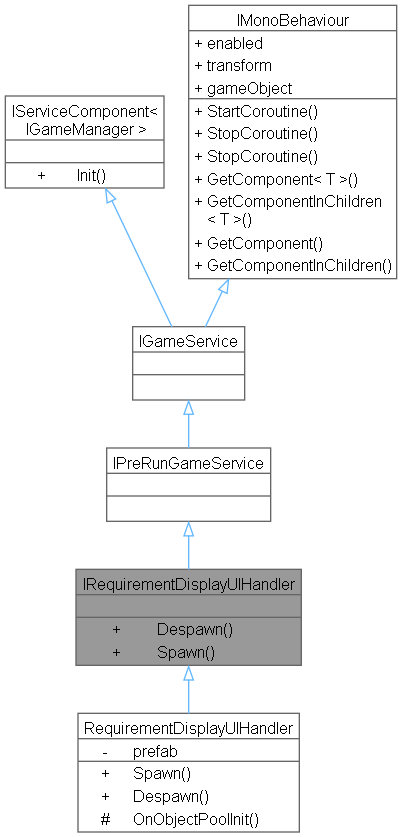 IMonoBehaviour
+ enabled
+ transform
+ gameObject
+ StartCoroutine()
+ StopCoroutine()
+ StopCoroutine()
+ GetComponent< T >()
+ GetComponentInChildren
< T >()
+ GetComponent()
+ GetComponentInChildren()
IServiceComponent<
IGameManager >
+ Init()
IGameService
IPreRunGameService
IRequirementDisplayUIHandler
+ Despawn()
+ Spawn()
RequirementDisplayUIHandler
- prefab
+ Spawn()
+ Despawn()
# OnObjectPoolInit()